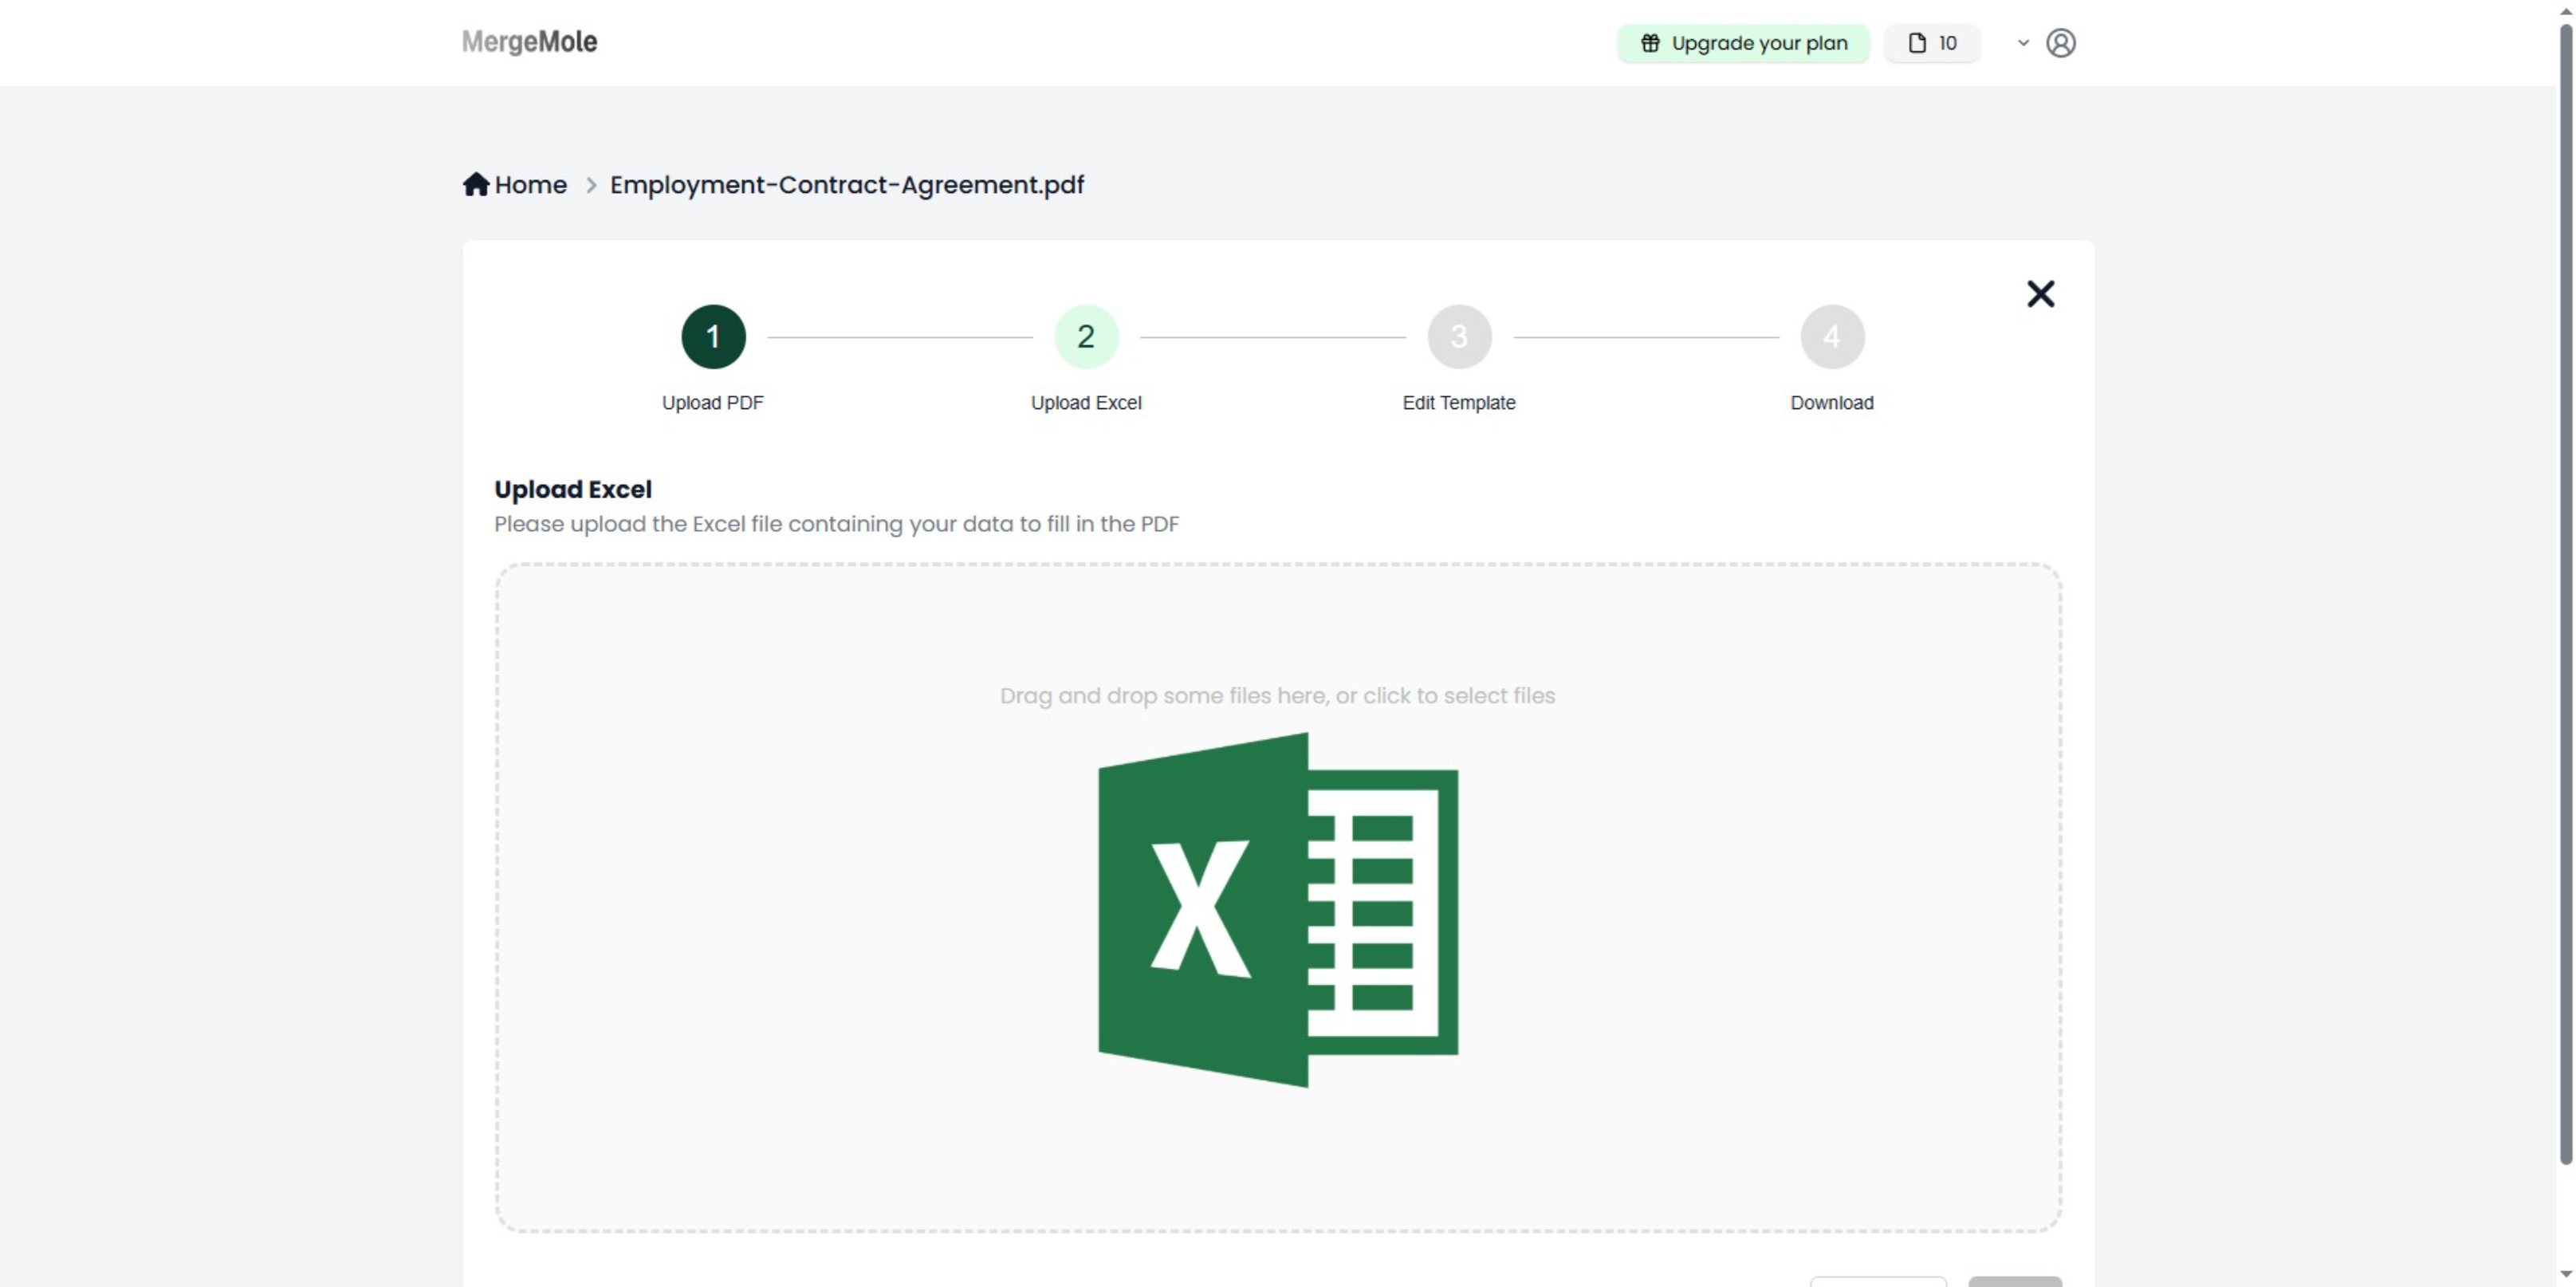 MergeMole
Upgrade your plan
10
Home > Employment-Contract-Agreement.pdf
1
2
3
4
Upload PDF
Upload Excel
Edit Template
Download
Upload Excel
Please upload the Excel file containing your data to fill in the PDF
Drag and drop some files here, or click to select files
X